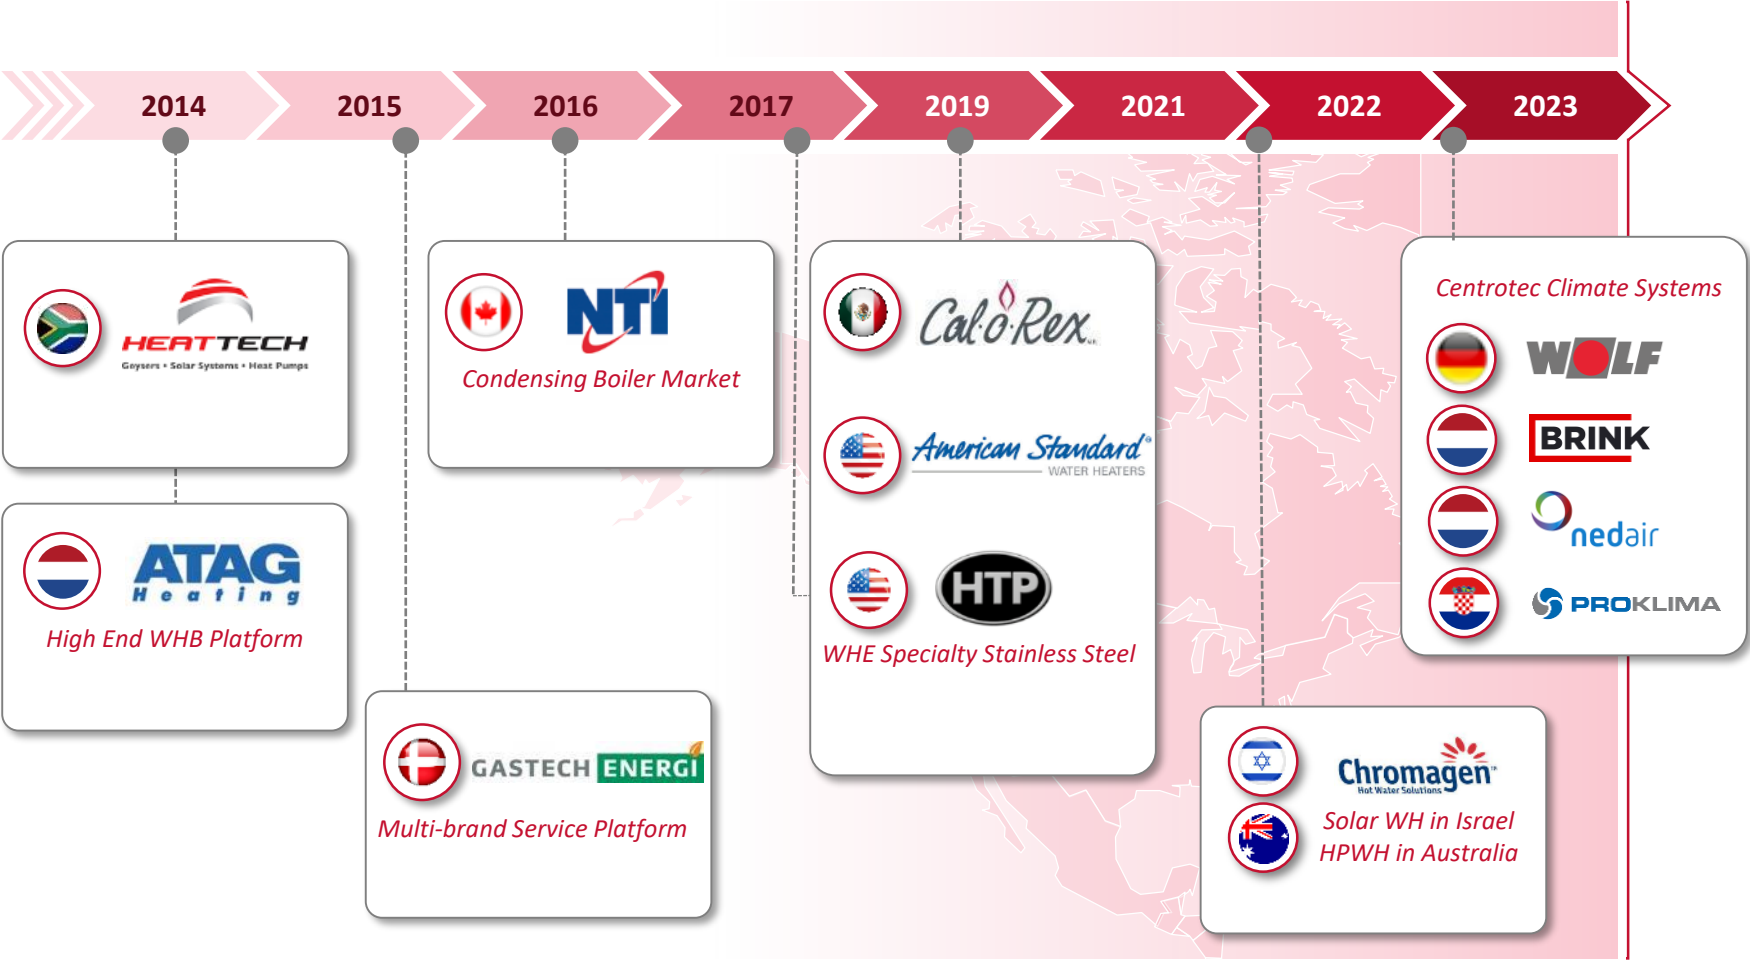 2014
2015
2016
2017
2019
2021
2022
2023
HEAT TECH
Geysers • Solar Systems • Heat Pumps
ATAG
Heating
High End WHB Platform
GASTECH ENERGI
Multi-brand Service Platform
NTI
Condensing Boiler Market
Cal·o·Rex
American Standard®
WATER HEATERS
HTP
WHE Specialty Stainless Steel
Chromagen
Hot Water Solutions
Solar WH in Israel
HPWH in Australia
Centrotec Climate Systems
WOLF
BRINK
nedair
PROKLIMA